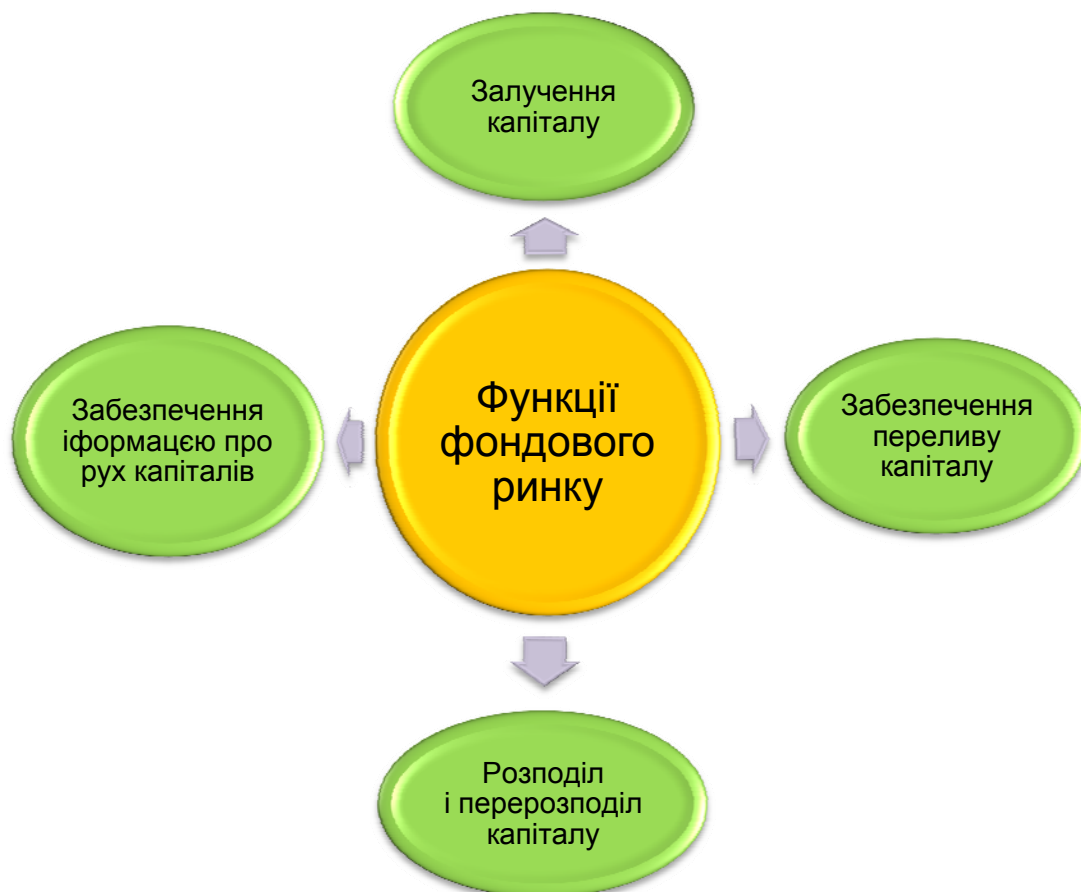 Залучення
капіталу
Забезпечення
іформацєю про
рух капіталів
Функції
фондового
ринку
Забезпечення
переливу
капіталу
Розподіл
і перерозподіл
капіталу